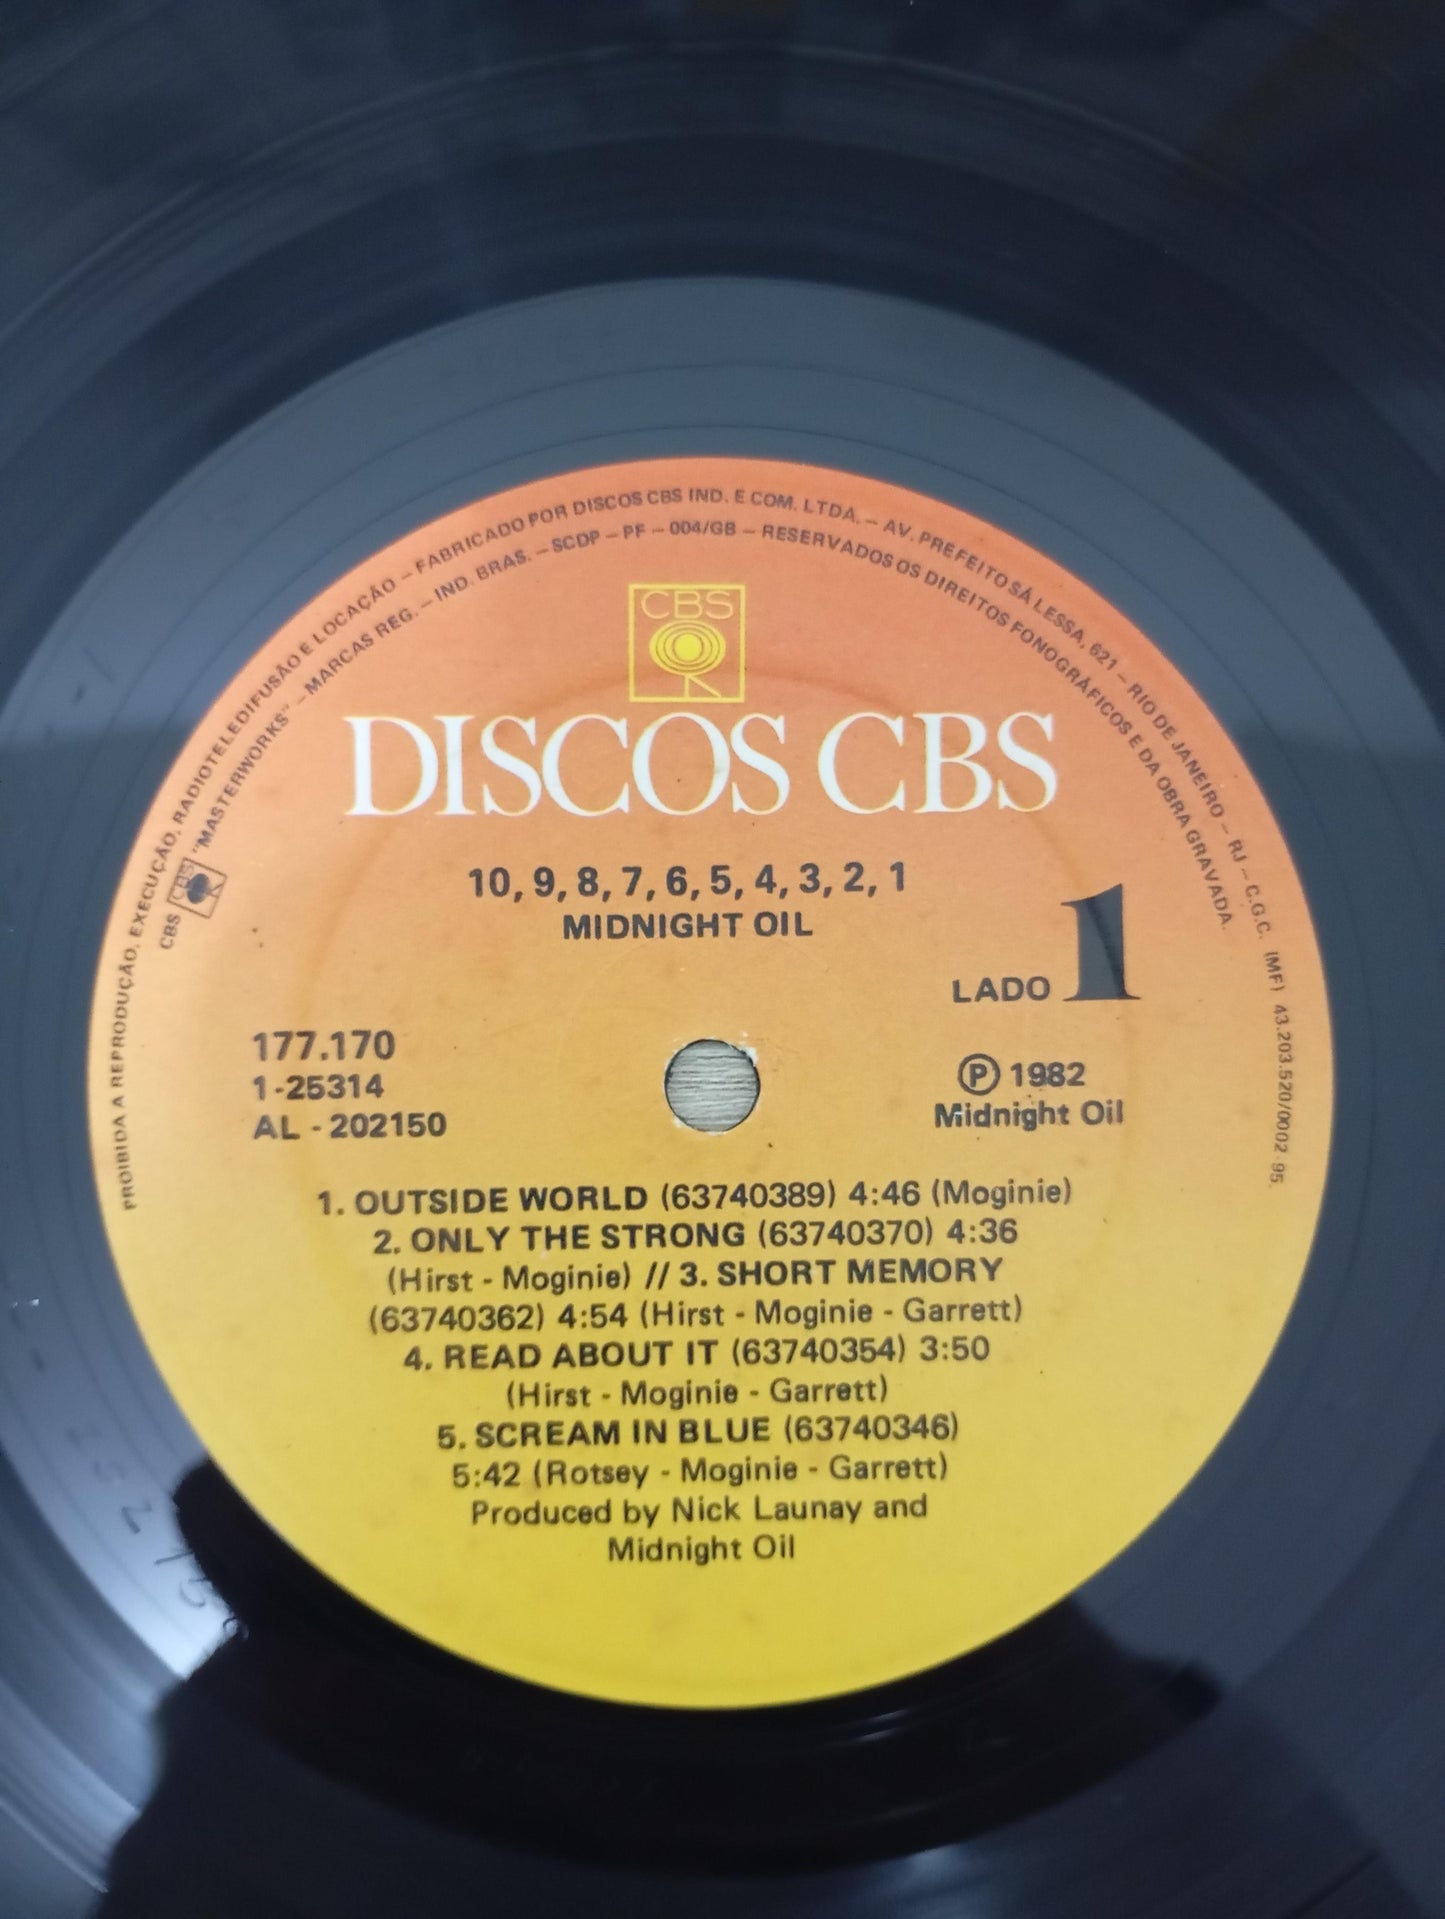 PROIBIDA A REPRODUÇÃO, EXECUÇÃO, RADIOTELEDIFUSÃO E LOCAÇÃO – FABRICADO POR DISCOS CBS IND. E COM. LTDA. – AV. PREFEITO SÁ LESSA, 621 – RIO DE JANEIRO – RJ – C.G.C. (MF) 43.203.520/0002 95.
CBS CBS "MASTERWORKS" – MARCAS REG. – IND. BRAS. – SCDP – PF – 004/GB – RESERVADOS OS DIREITOS FONOGRÁFICOS E DA OBRA GRAVADA.
CBS
DISCOS CBS
10, 9, 8, 7, 6, 5, 4, 3, 2, 1
MIDNIGHT OIL
LADO 1
177.170
1-25314
AL - 202150
Ⓟ 1982
Midnight Oil
1. OUTSIDE WORLD (63740389) 4:46 (Moginie)
2. ONLY THE STRONG (63740370) 4:36
(Hirst - Moginie) // 3. SHORT MEMORY
(63740362) 4:54 (Hirst - Moginie - Garrett)
4. READ ABOUT IT (63740354) 3:50
(Hirst - Moginie - Garrett)
5. SCREAM IN BLUE (63740346)
5:42 (Rotsey - Moginie - Garrett)
Produced by Nick Launay and
Midnight Oil